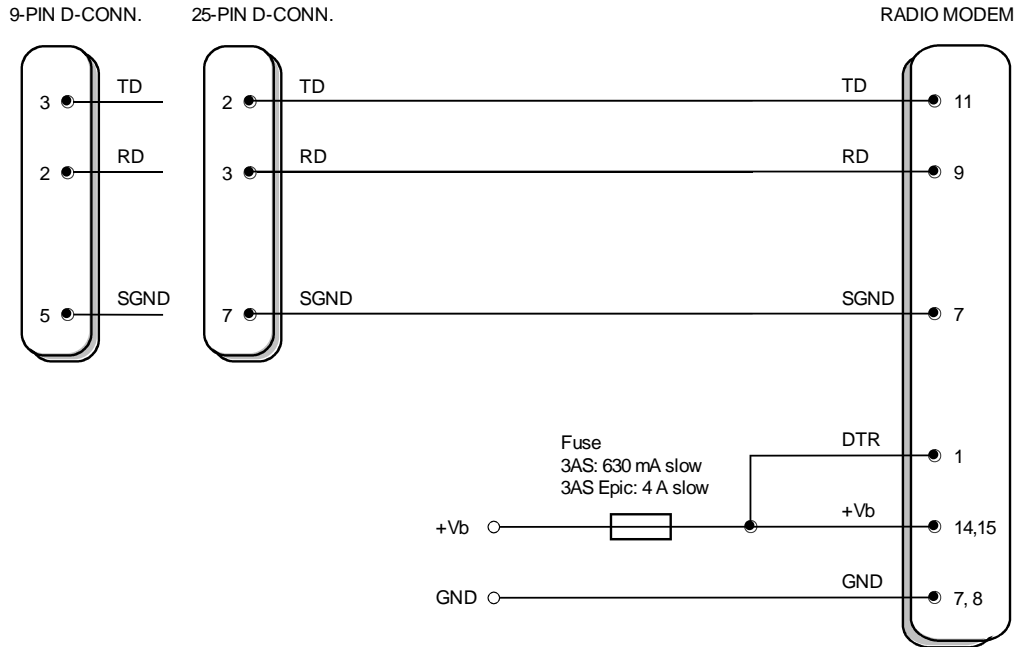 9-PIN D-CONN. 25-PIN D-CONN. RADIO MODEM
TD TD TD
3 2 11
RD RD RD
2 3 9
SGND SGND SGND
5 7 7
Fuse
3AS: 630 mA slow
3AS Epic: 4 A slow
DTR
1
+Vb +Vb
14,15
GND GND
7, 8